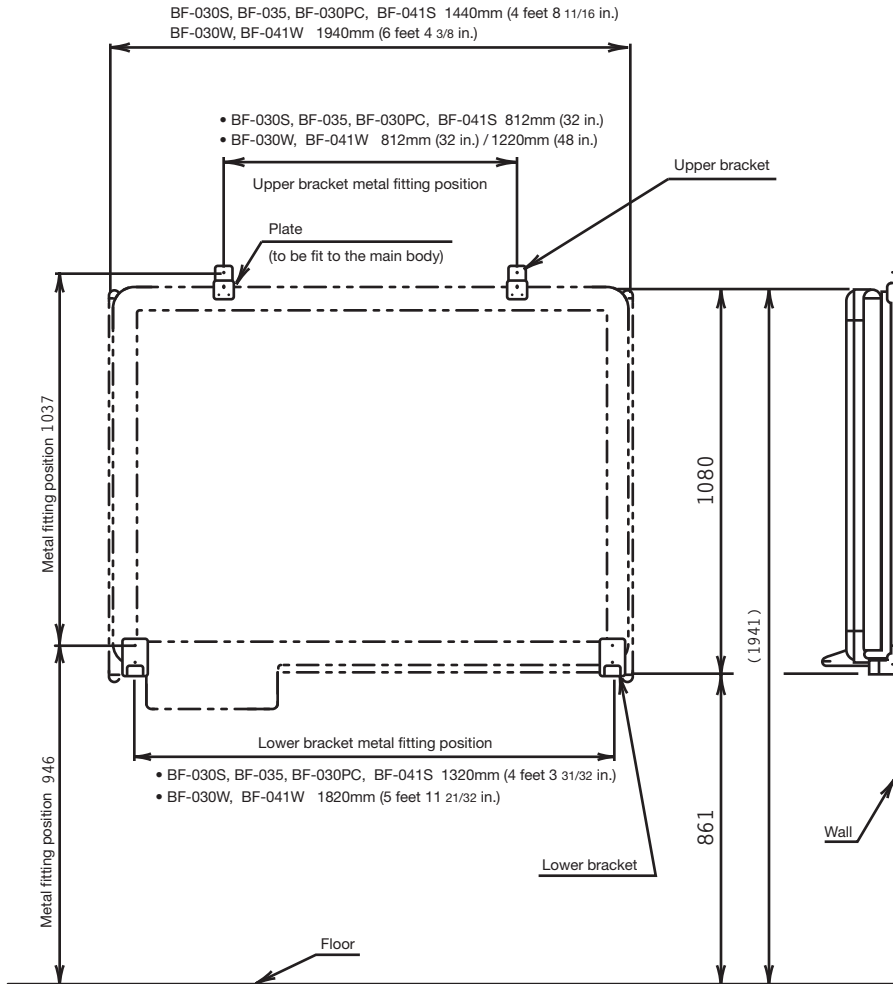 BF-030S, BF-035, BF-030PC, BF-041S 1440mm (4 feet 8 11/16 in.)
BF-030W, BF-041W 1940mm (6 feet 4 3/8 in.)
• BF-030S, BF-035, BF-030PC, BF-041S 812mm (32 in.)
• BF-030W, BF-041W 812mm (32 in.) / 1220mm (48 in.)
Upper bracket metal fitting position
Upper bracket
Plate
(to be fit to the main body)
Metal fitting position 1037
1080
(1941)
Lower bracket metal fitting position
• BF-030S, BF-035, BF-030PC, BF-041S 1320mm (4 feet 3 31/32 in.)
• BF-030W, BF-041W 1820mm (5 feet 11 21/32 in.)
Metal fitting position 946
861
Wall
Lower bracket
Floor